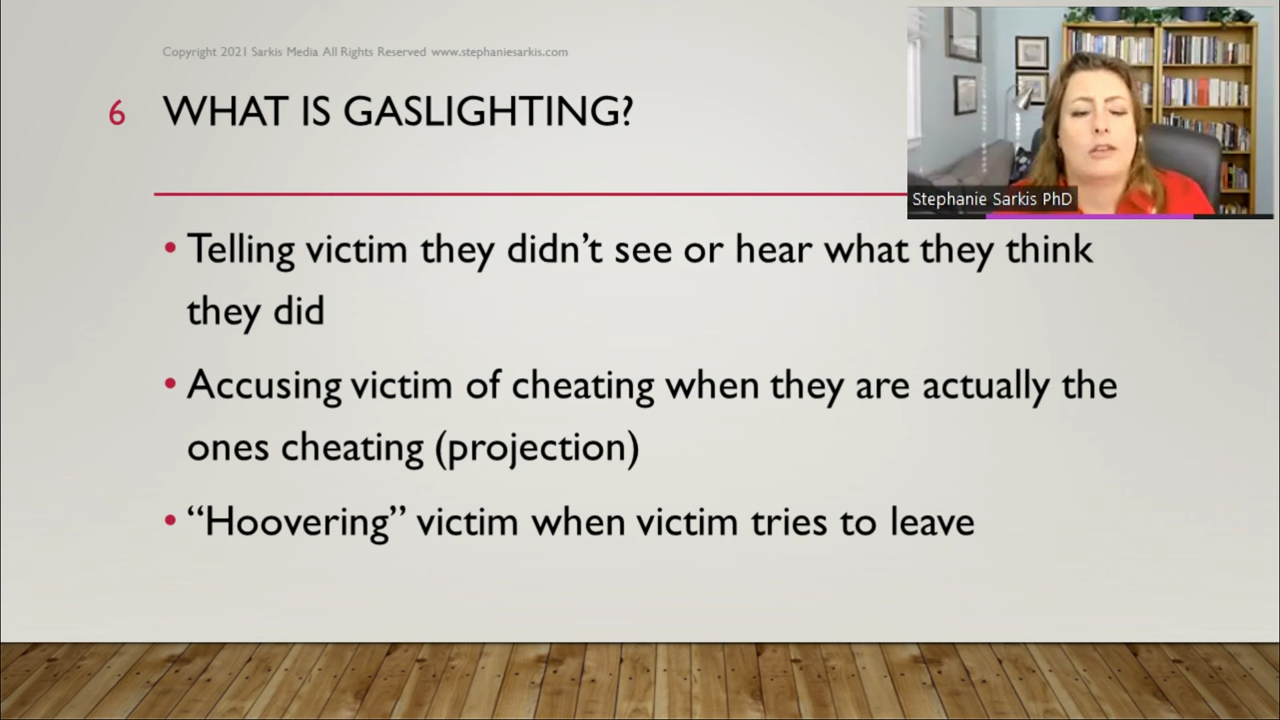 Copyright 2021 Sarkis Media All Rights Reserved www.stephaniesarkis.com
6 WHAT IS GASLIGHTING?
Stephanie Sarkis PhD
• Telling victim they didn’t see or hear what they think
they did
• Accusing victim of cheating when they are actually the
ones cheating (projection)
• “Hoovering” victim when victim tries to leave